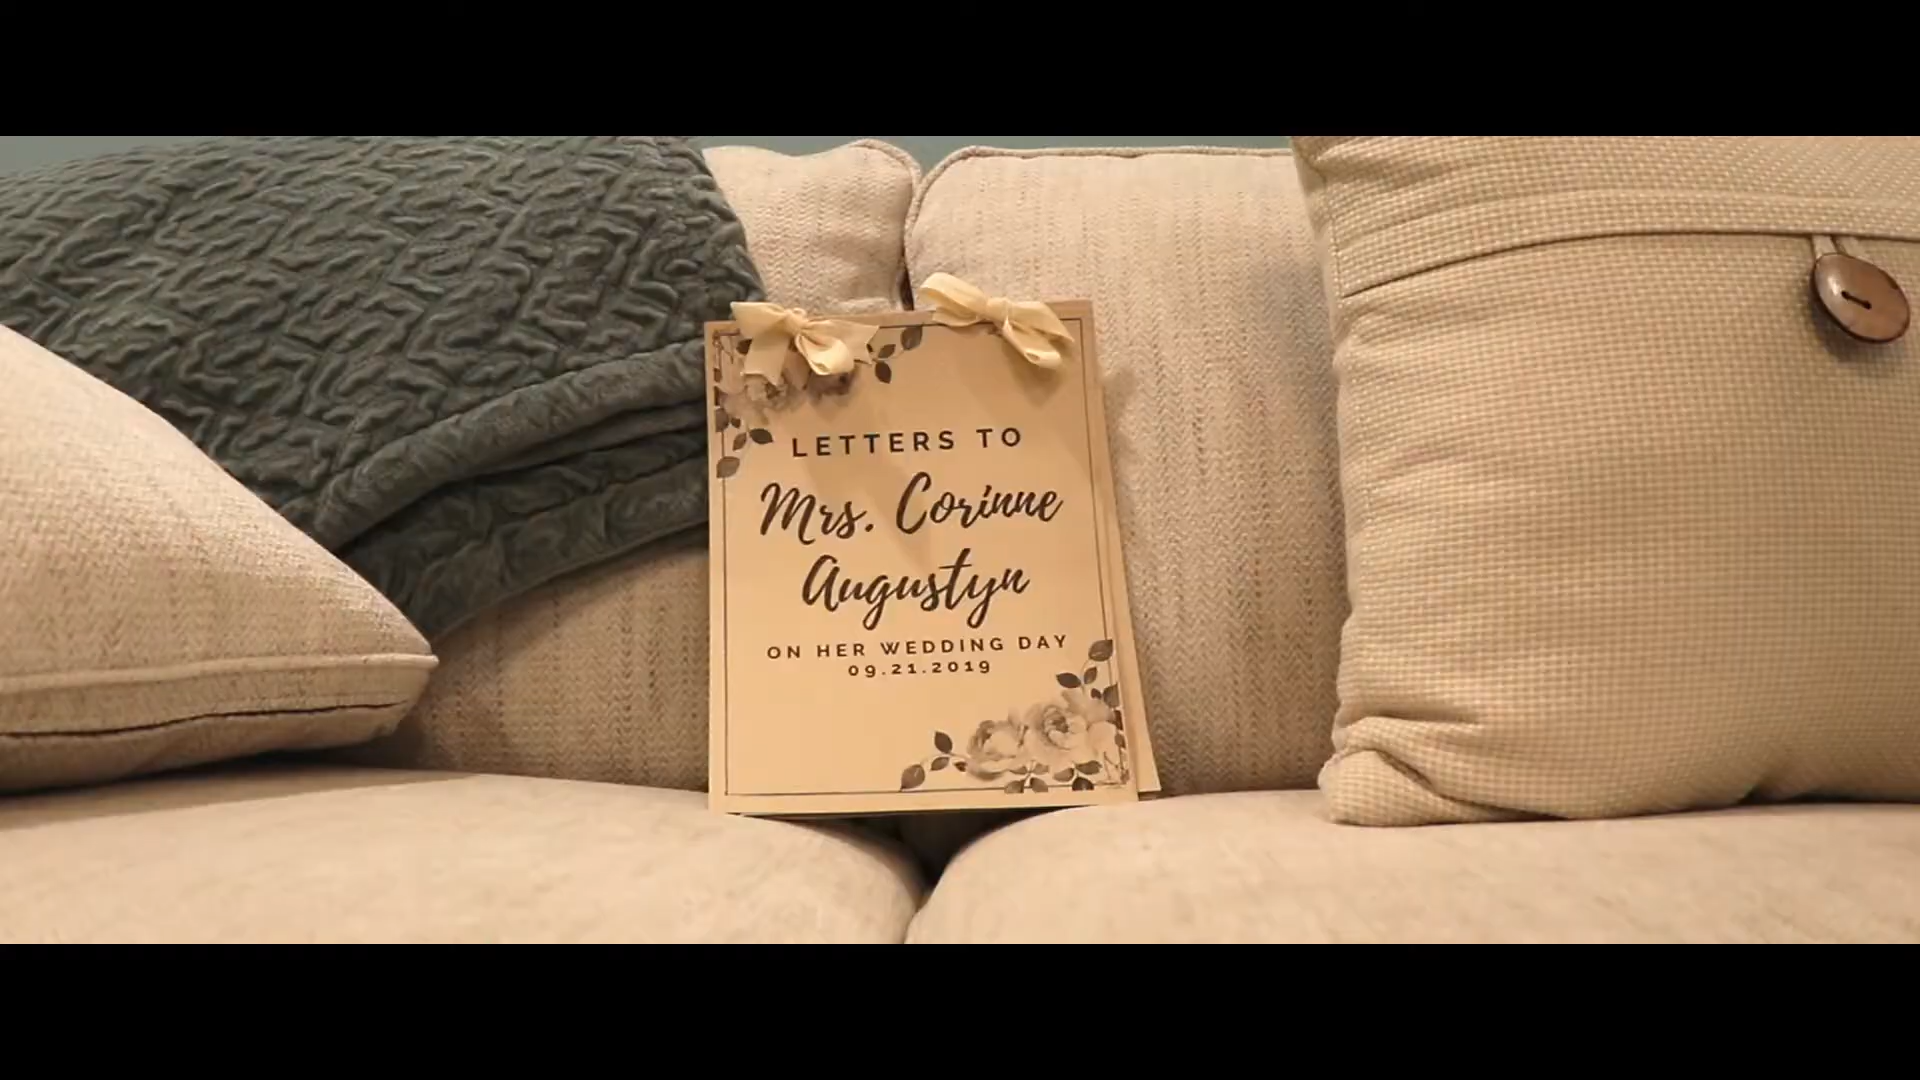 LETTERS TO
Mrs. Corinne
Augustyn
ON HER WEDDING DAY
09.21.2019